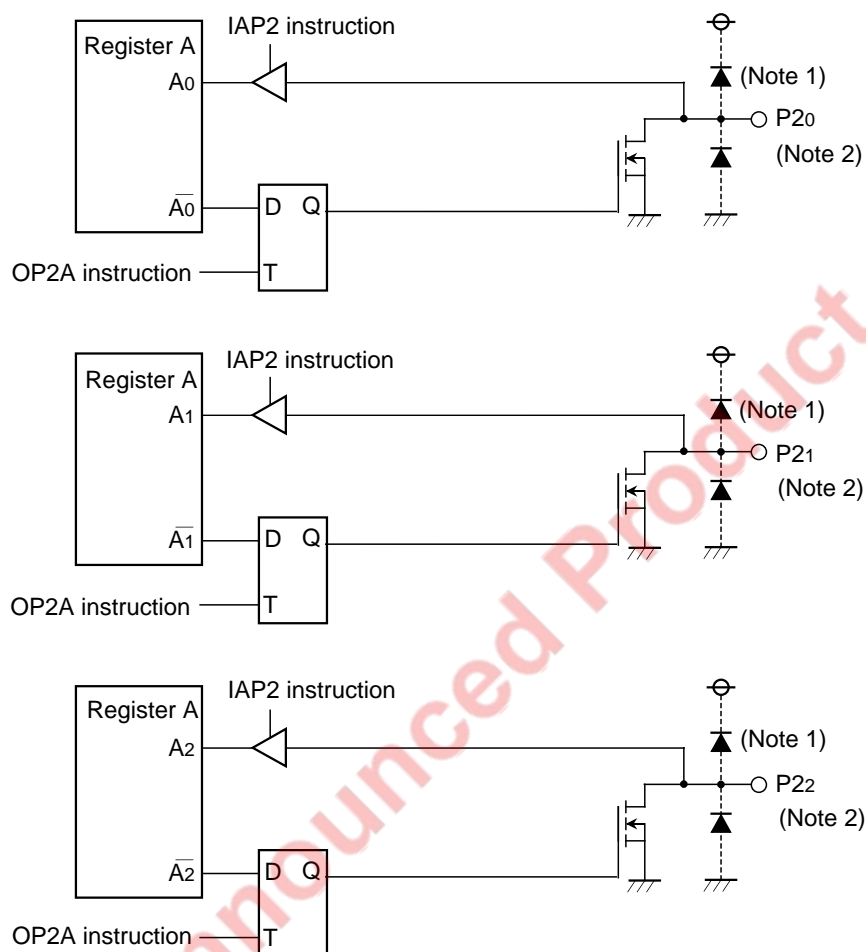 IAP2 instruction
Register A
A0
(Note 1)
P20
(Note 2)
A0
D Q
OP2A instruction
T
IAP2 instruction
Register A
A1
(Note 1)
P21
(Note 2)
A1
D Q
OP2A instruction
T
IAP2 instruction
Register A
A2
(Note 1)
P22
(Note 2)
A2
D Q
OP2A instruction
T
nounced Product